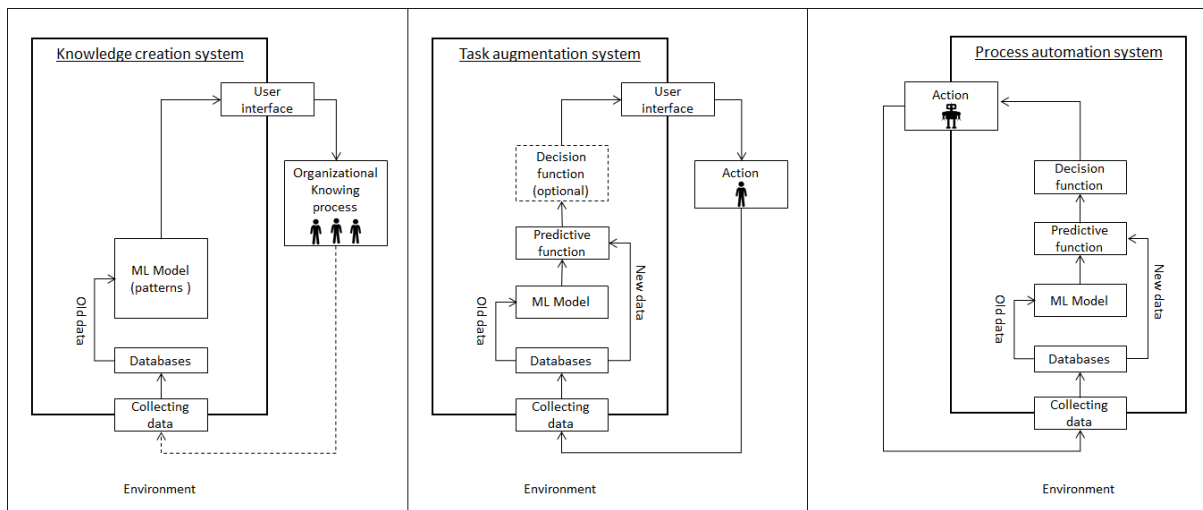 Knowledge creation system
User
interface
Organizational
Knowing
process
ML Model
(patterns )
Old data
Databases
Collecting
data
Environment
Task augmentation system
User
interface
Decision
function
(optional)
Action
Predictive
function
New data
ML Model
Old data
Databases
Collecting
data
Environment
Process automation system
Action
Decision
function
Predictive
function
New data
ML Model
Old data
Databases
Collecting
data
Environment